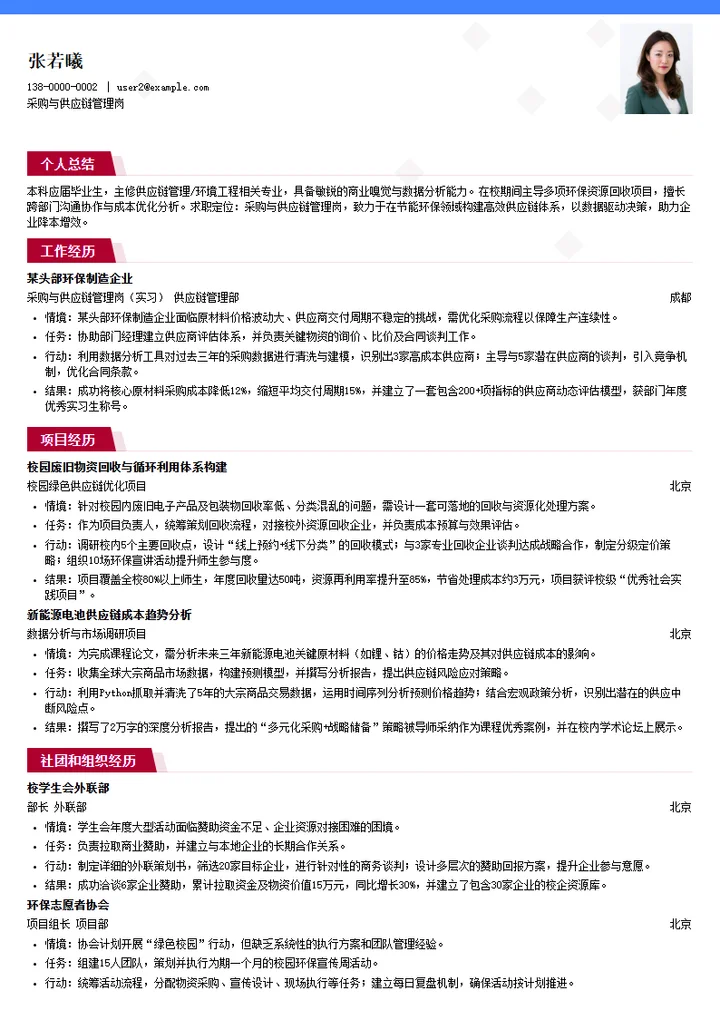 张若曦
138-0000-0002 | user2@example.com
采购与供应链管理岗
个人总结
本科应届毕业生，主修供应链管理/环境工程相关专业，具备敏锐的商业嗅觉与数据分析能力。在校期间主导多项环境资源回收项目，擅长
跨部门沟通协作与成本优化分析。求职定位：采购与供应链管理岗，致力于在节能环保领域构建高效供应链体系，以数据驱动决策，助力企
业降本增效。
工作经历
某头部环保制造企业
采购与供应链管理岗（实习） 供应链管理部 成都
• 情境：某头部环保制造企业面临原材料价格波动大、供应商交付周期不稳定的挑战，需优化采购流程以保障生产连续性。
• 任务：协助部门经理建立供应商评估体系，并负责关键物资的询价、比价及合同谈判工作。
• 行动：利用数据分析工具对过去三年的采购数据进行清洗与建模，识别出3家高成本供应商；主导与5家潜在供应商的谈判，引入竞争机
制，优化合同条款。
• 结果：成功将核心原材料采购成本降低12%，缩短平均交付周期15%，并建立了一套包含200+项指标的供应商动态评估模型，获部门年度
优秀实习生称号。
项目经历
校园废旧物资回收与循环利用体系构建
校园绿色供应链优化项目 北京
• 情境：针对校园内废旧电子产品及包装物回收率低、分类混乱的问题，需设计一套可落地的回收与资源化处理方案。
• 任务：作为项目负责人，统筹策划回收流程，对接校外资源回收企业，并负责成本预算与效果评估。
• 行动：调研校内5个主要回收点，设计“线上预约+线下分类”的回收模式；与3家专业回收企业谈判达成战略合作，制定分级定价策
略；组织10场环保宣讲活动提升师生参与度。
• 结果：项目覆盖全校80%以上师生，年度回收量达50吨，资源再利用率提升至85%，节省处理成本约3万元，项目获评校级“优秀社会实
践项目”。
新能源电池供应链成本趋势分析
数据分析与市场调研项目 北京
• 情境：为完成课程论文，需分析未来三年新能源电池关键原材料（如锂、钴）的价格走势及其对供应链成本的影响。
• 任务：收集全球大宗商品市场数据，构建预测模型，并撰写分析报告，提出供应链风险应对策略。
• 行动：利用Python抓取并清洗了5年的大宗商品交易数据，运用时间序列分析预测价格趋势；结合宏观政策分析，识别出潜在的供应中
断风险点。
• 结果：撰写了2万字的深度分析报告，提出的“多元化采购+战略储备”策略被导师采纳作为课程优秀案例，并在校内学术论坛上展示。
社团和组织经历
校学生会外联部
部长 外联部 北京
• 情境：学生会年度大型活动面临赞助资金不足、企业资源对接困难的困境。
• 任务：负责拉取商业赞助，并建立与本地企业的长期合作关系。
• 行动：制定详细的外联策划书，筛选20家目标企业，进行针对性的商务谈判；设计多层次的赞助回报方案，提升企业参与意愿。
• 结果：成功洽谈6家企业赞助，累计拉取资金及物资价值15万元，同比增长30%，并建立了包含30家企业的校企资源库。
环保志愿者协会
项目组长 项目部 北京
• 情境：协会计划开展“绿色校园”行动，但缺乏系统性的执行方案和团队管理经验。
• 任务：组建15人团队，策划并执行为期一个月的校园环保宣传周活动。
• 行动：统筹活动流程，分配物资采购、宣传设计、现场执行等任务；建立每日复盘机制，确保活动按计划推进。